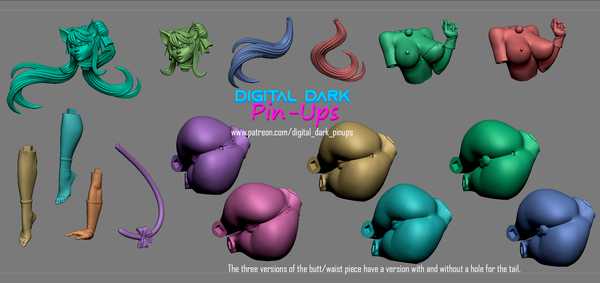 DIGITAL DARK
Pin-Ups
www.patreon.com/digital_dark_pinups
The three versions of the butt/waist piece have a version with and without a hole for the tail.